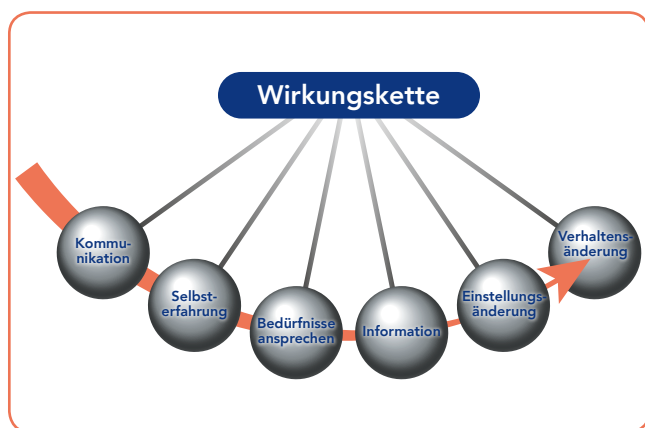 Wirkungskette
Kommu-
nikation
Selbst-
erfahrung
Bedürfnisse
ansprechen
Information
Einstellungs-
änderung
Verhaltens-
änderung